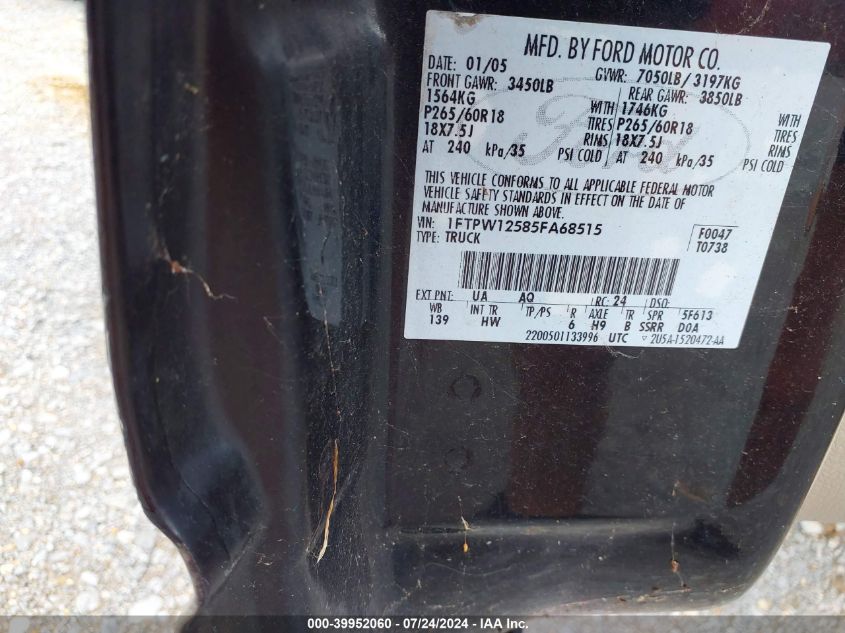 MFD. BY FORD MOTOR CO.
DATE: 01/05 GVWR: 7050LB/3197KG
FRONT GAWR: 3450LB REAR GAWR: 3850LB
1564KG WITH 1746KG WITH
P265/60R18 TIRES P265/60R18 TIRES
18X7.5J RIMS 18X7.5J RIMS
AT 240 kPa/35 PSI COLD AT 240 kPa/35 PSI COLD
THIS VEHICLE CONFORMS TO ALL APPLICABLE FEDERAL MOTOR
VEHICLE SAFETY STANDARDS IN EFFECT ON THE DATE OF
MANUFACTURE SHOWN ABOVE.
VIN: 1FTPW12585FA68515 F0047
TYPE: TRUCK T0738
EXT PNT: UA AQ RC: 24 DSO:
WB INT TR TP/PS R AXLE TR SPR 5F613
139 HW 6 H9 B SSRR D0A
2200501133996 UTC ▽ 2U5A-1520472-AA
Ford
000-39952060 - 07/24/2024 - IAA Inc.